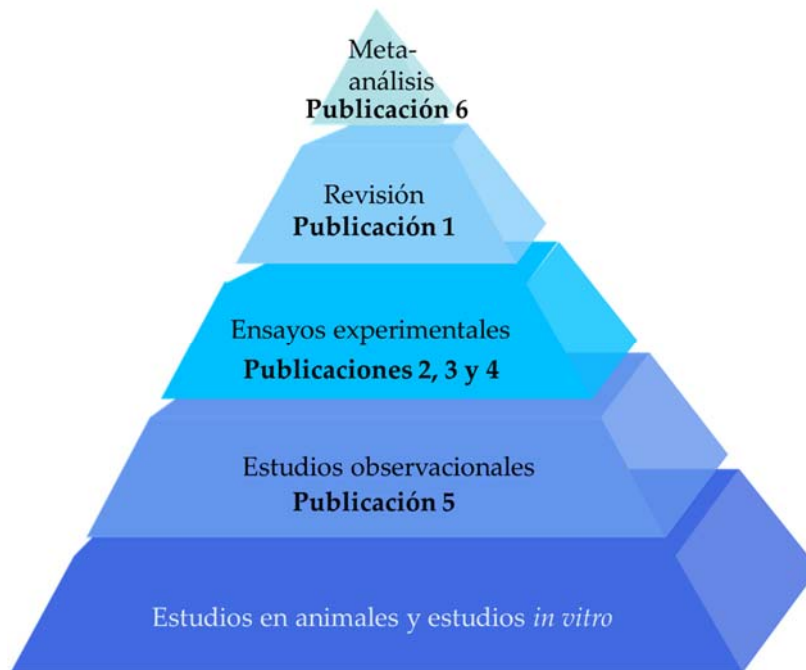 Meta-
análisis
Publicación 6
Revisión
Publicación 1
Ensayos experimentales
Publicaciones 2, 3 y 4
Estudios observacionales
Publicación 5
Estudios en animales y estudios in vitro